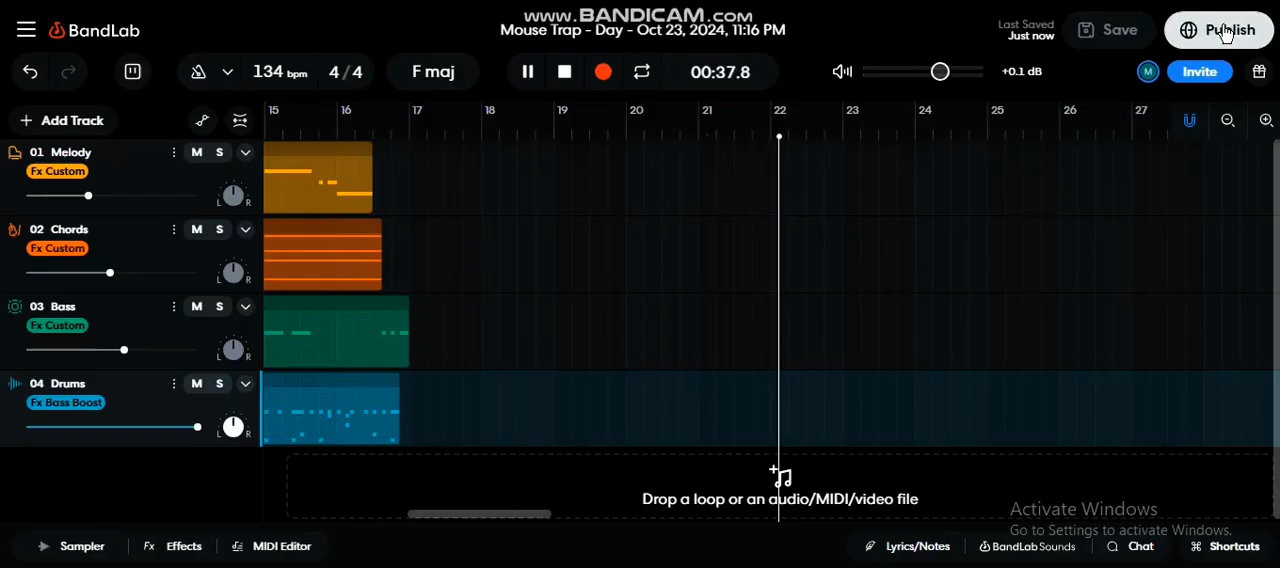 www.BANDICAM.com
BandLab
Mouse Trap - Day - Oct 23, 2024, 11:16 PM
Last Saved
Just now
Save
Publish
134 bpm
4 / 4
F maj
00:37.8
+0.1 dB
M
Invite
+ Add Track
15 16 17 18 19 20 21 22 23 24 25 26 27
01 Melody M S
Fx Custom
L R
02 Chords M S
Fx Custom
L R
03 Bass M S
Fx Custom
L R
04 Drums M S
Fx Bass Boost
L R
Drop a loop or an audio/MIDI/video file
Activate Windows
Go to Settings to activate Windows.
Sampler
Fx Effects
MIDI Editor
Lyrics/Notes
BandLab Sounds
Chat
Shortcuts